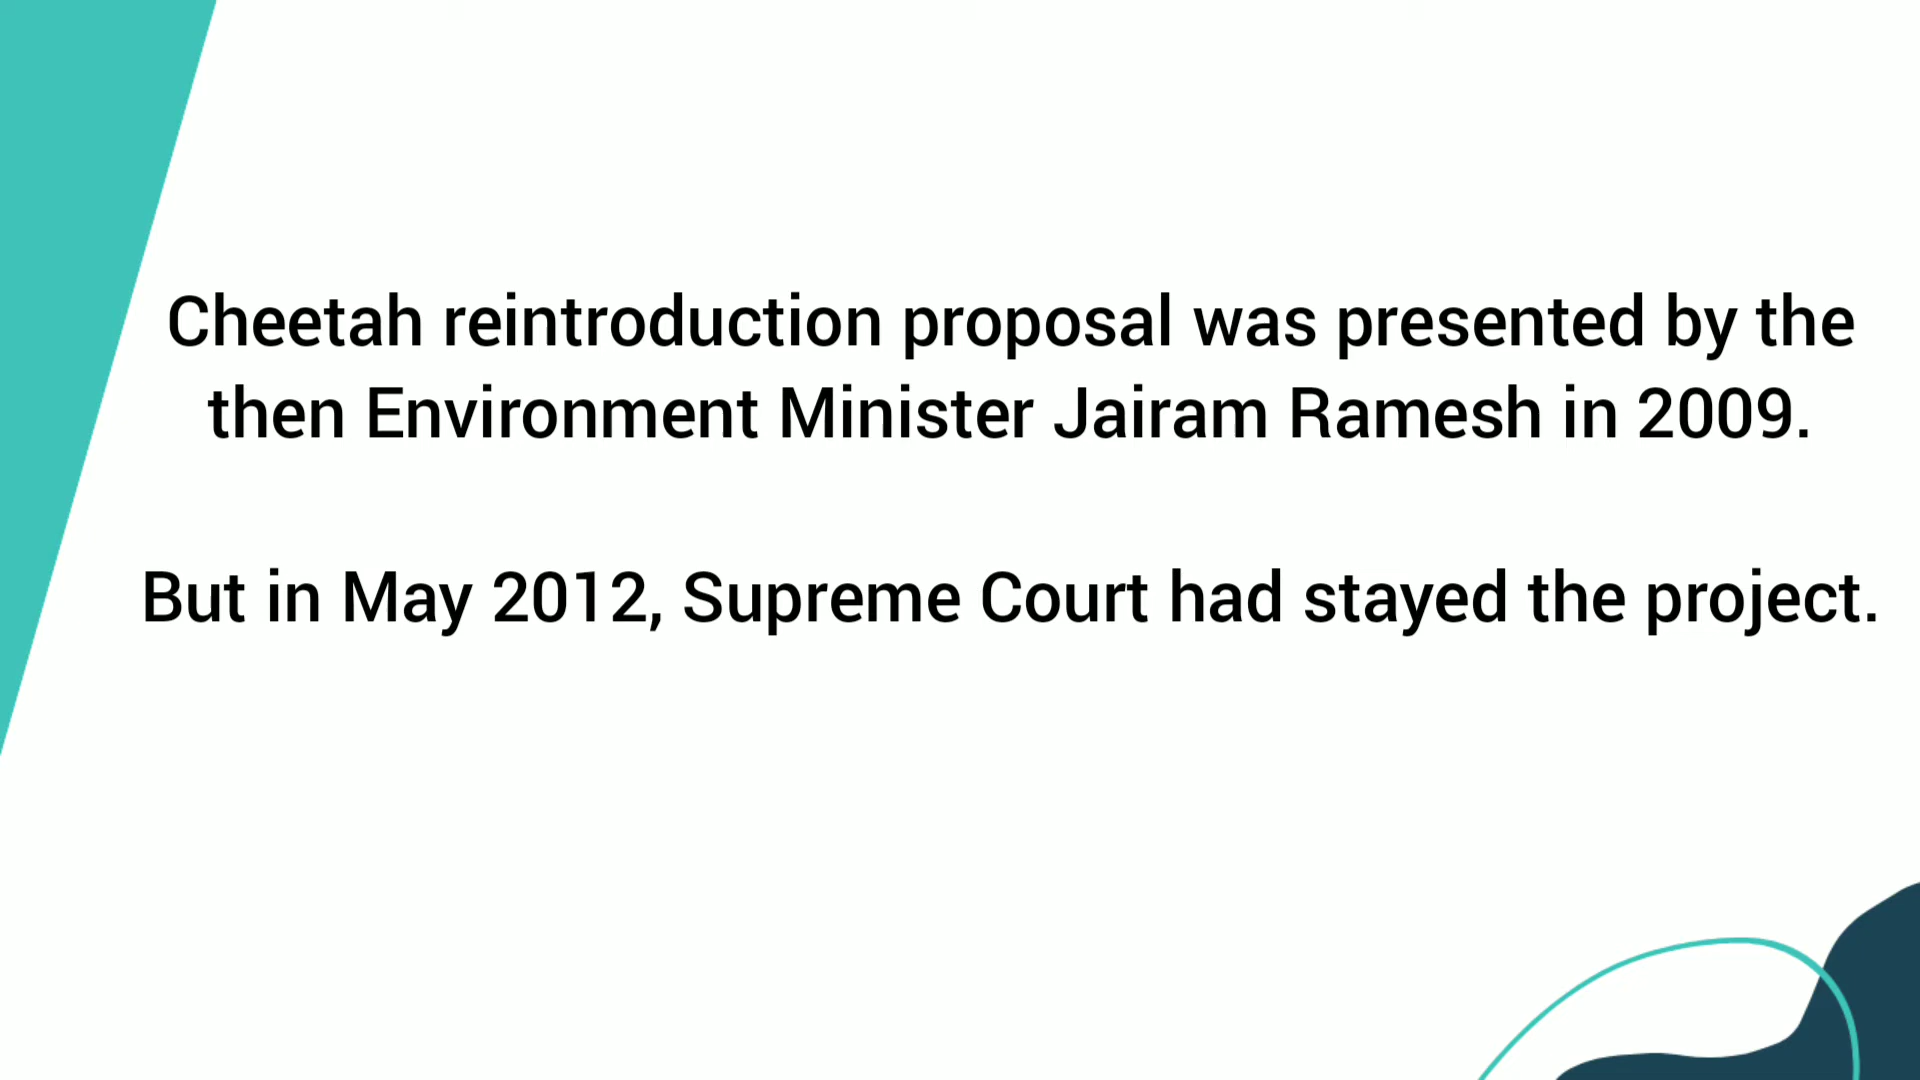 Cheetah reintroduction proposal was presented by the
then Environment Minister Jairam Ramesh in 2009.
But in May 2012, Supreme Court had stayed the project.